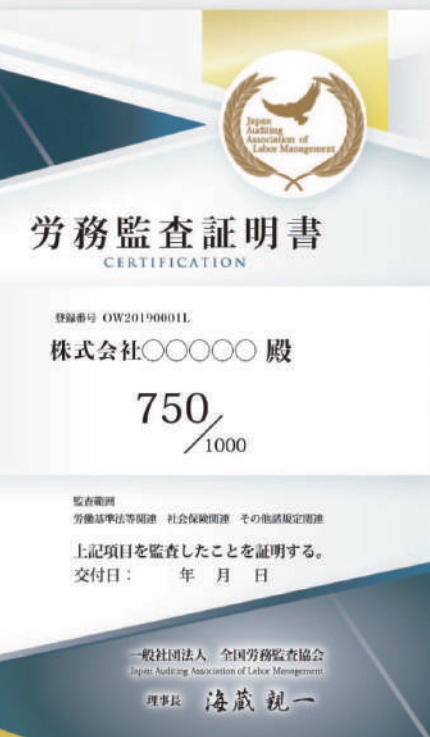 Japan
Auditing
Association of
Labor Management
労務監査証明書
CERTIFICATION
登録番号 OW20190001L
株式会社○○○○○ 殿
750/1000
監査範囲
労働基準法等関連 社会保険関連 その他諸規定関連
上記項目を監査したことを証明する。
交付日： 年 月 日
一般社団法人 全国労務監査協会
Japan Auditing Association of Labor Management
理事長 海蔵 親一